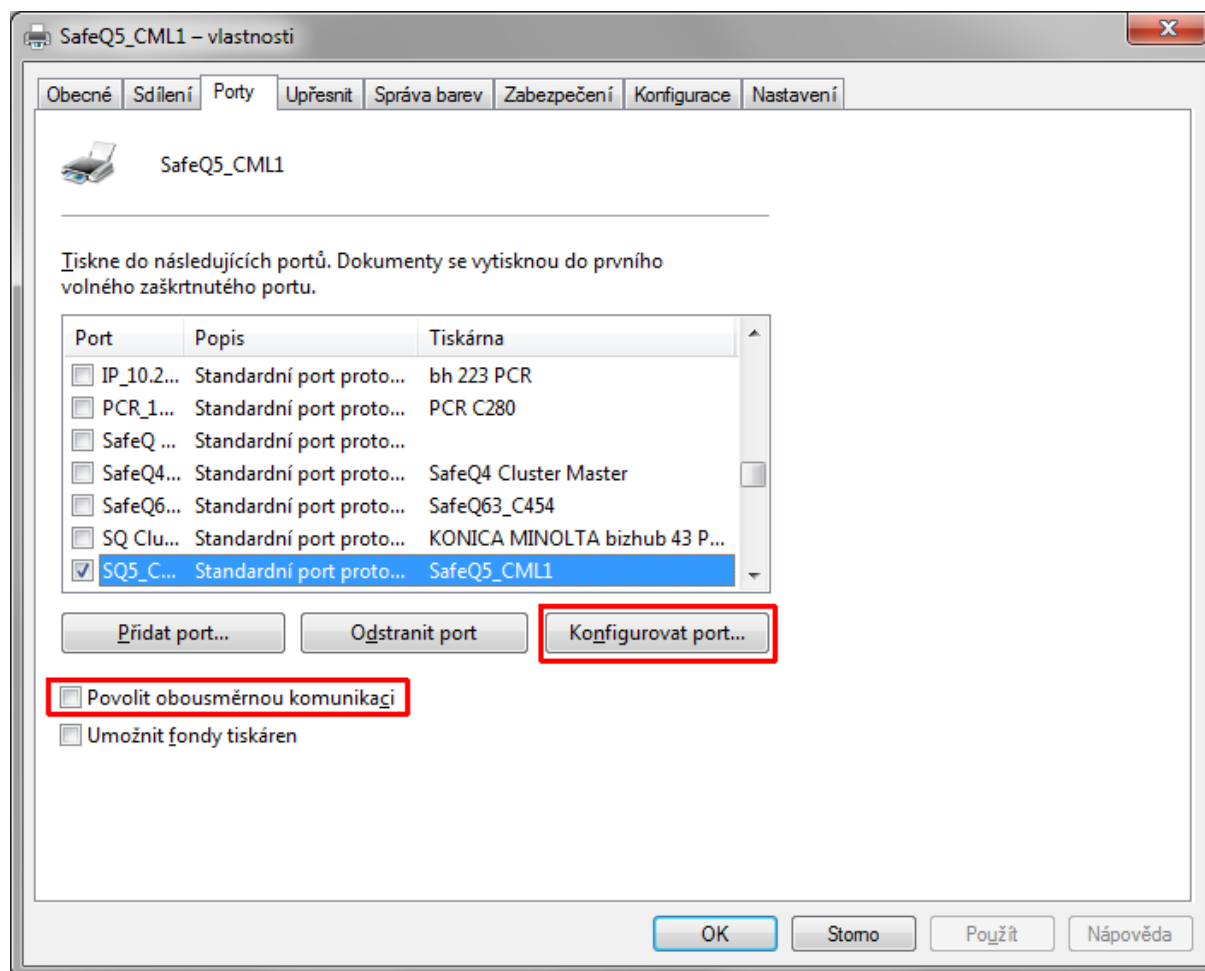 SafeQ5_CML1 – vlastnosti
Obecné Sdílení Porty Upřesnit Správa barev Zabezpečení Konfigurace Nastavení
SafeQ5_CML1
Tiskne do následujících portů. Dokumenty se vytisknou do prvního
volného zaškrtnutého portu.
Port Popis Tiskárna
IP_10.2... Standardní port proto... bh 223 PCR
PCR_1... Standardní port proto... PCR C280
SafeQ ... Standardní port proto...
SafeQ4... Standardní port proto... SafeQ4 Cluster Master
SafeQ6... Standardní port proto... SafeQ63_C454
SQ Clu... Standardní port proto... KONICA MINOLTA bizhub 43 P...
SQ5_C... Standardní port proto... SafeQ5_CML1
Přidat port... Odstranit port Konfigurovat port...
Povolit obousměrnou komunikaci
Umožnit fondy tiskáren
OK Storno Použít Nápověda